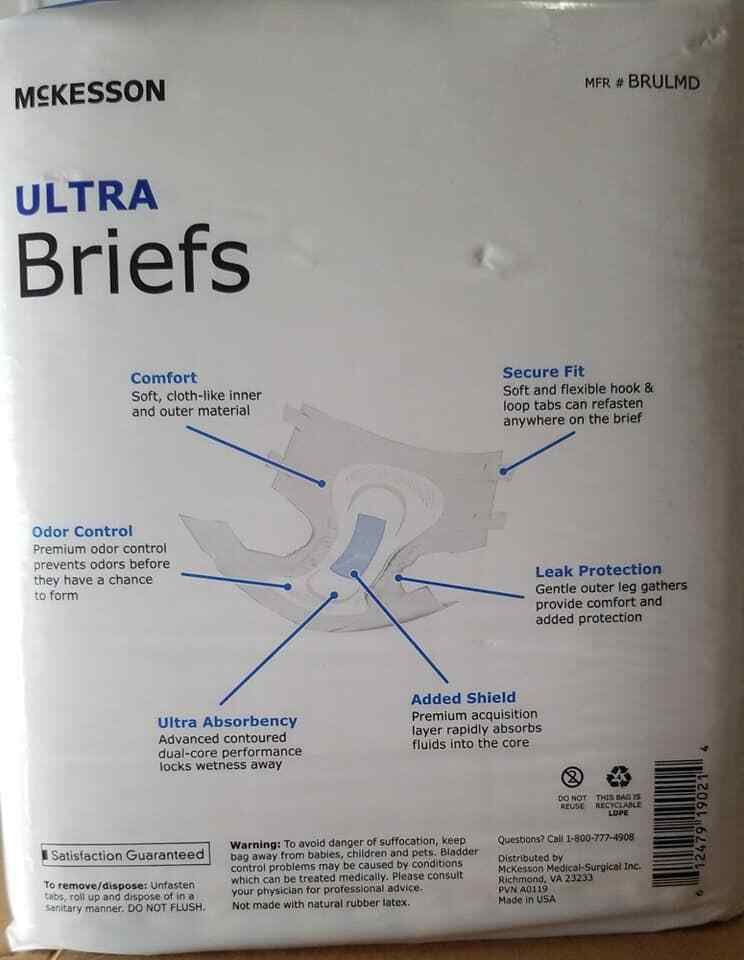 McKESSON
MFR # BRULMD
ULTRA
Briefs
Comfort
Soft, cloth-like inner
and outer material
Secure Fit
Soft and flexible hook &
loop tabs can refasten
anywhere on the brief
Odor Control
Premium odor control
prevents odors before
they have a chance
to form
Leak Protection
Gentle outer leg gathers
provide comfort and
added protection
Ultra Absorbency
Advanced contoured
dual-core performance
locks wetness away
Added Shield
Premium acquisition
layer rapidly absorbs
fluids into the core
DO NOT
REUSE
4
THIS BAG IS
RECYCLABLE
LDPE
6 12479 19021 4
Satisfaction Guaranteed
To remove/dispose: Unfasten
tabs, roll up and dispose of in a
sanitary manner. DO NOT FLUSH.
Warning: To avoid danger of suffocation, keep
bag away from babies, children and pets. Bladder
control problems may be caused by conditions
which can be treated medically. Please consult
your physician for professional advice.
Not made with natural rubber latex.
Questions? Call 1-800-777-4908
Distributed by
McKesson Medical-Surgical Inc.
Richmond, VA 23233
PVN A0119
Made in USA